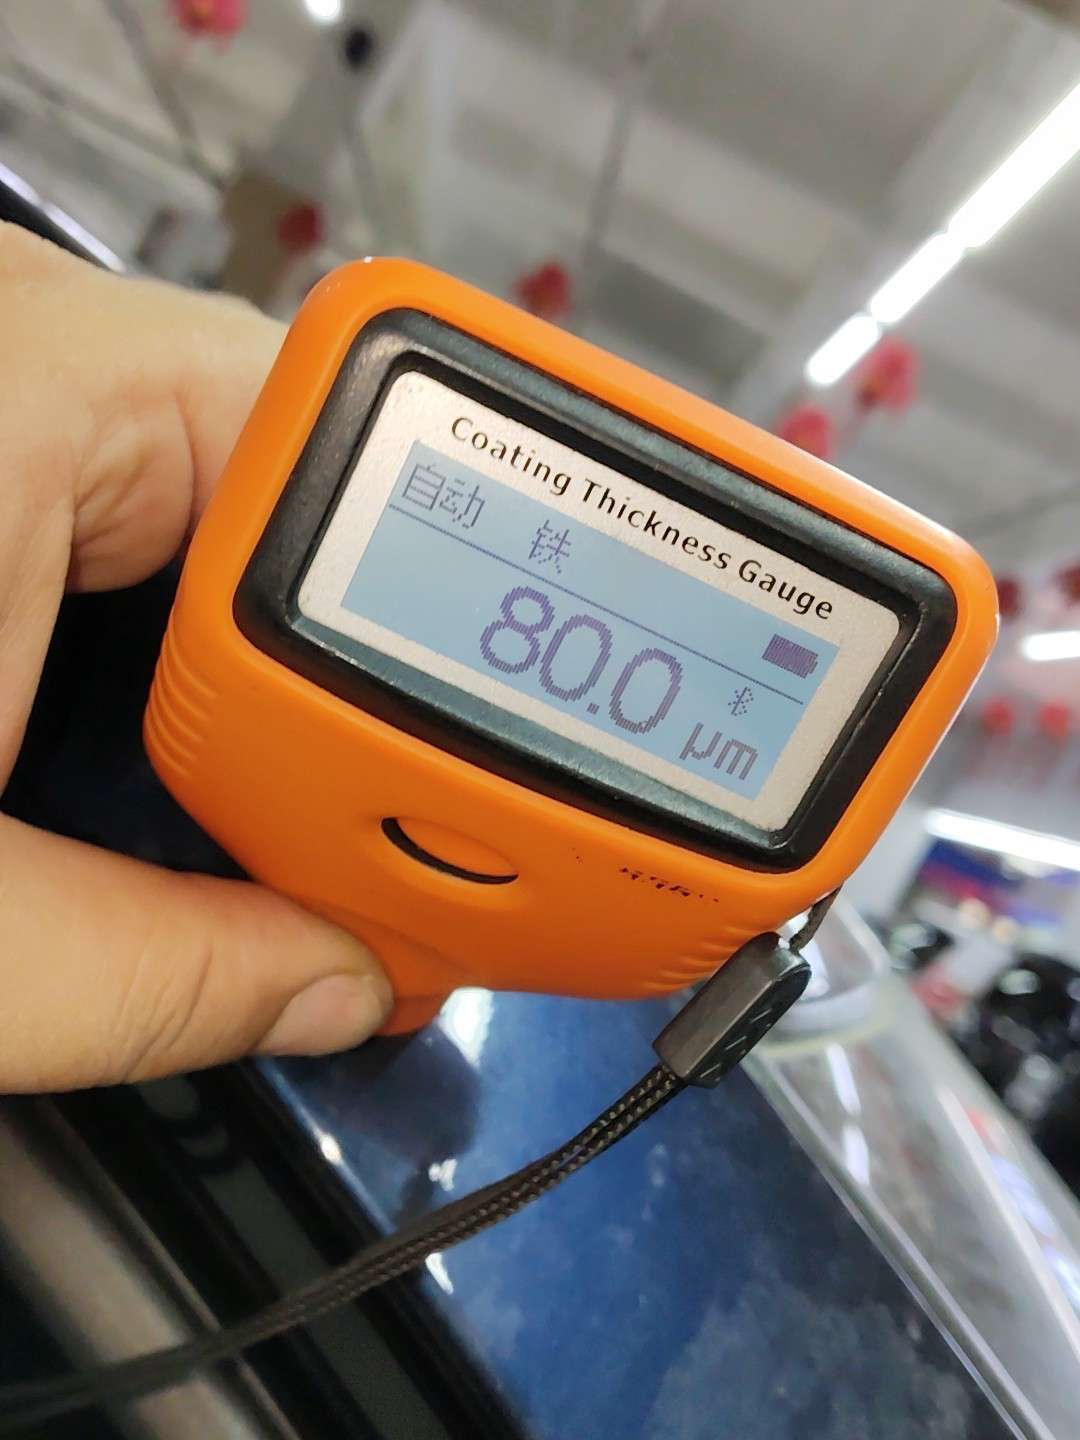 Coating Thickness Gauge
自动 铁
80.0 µm